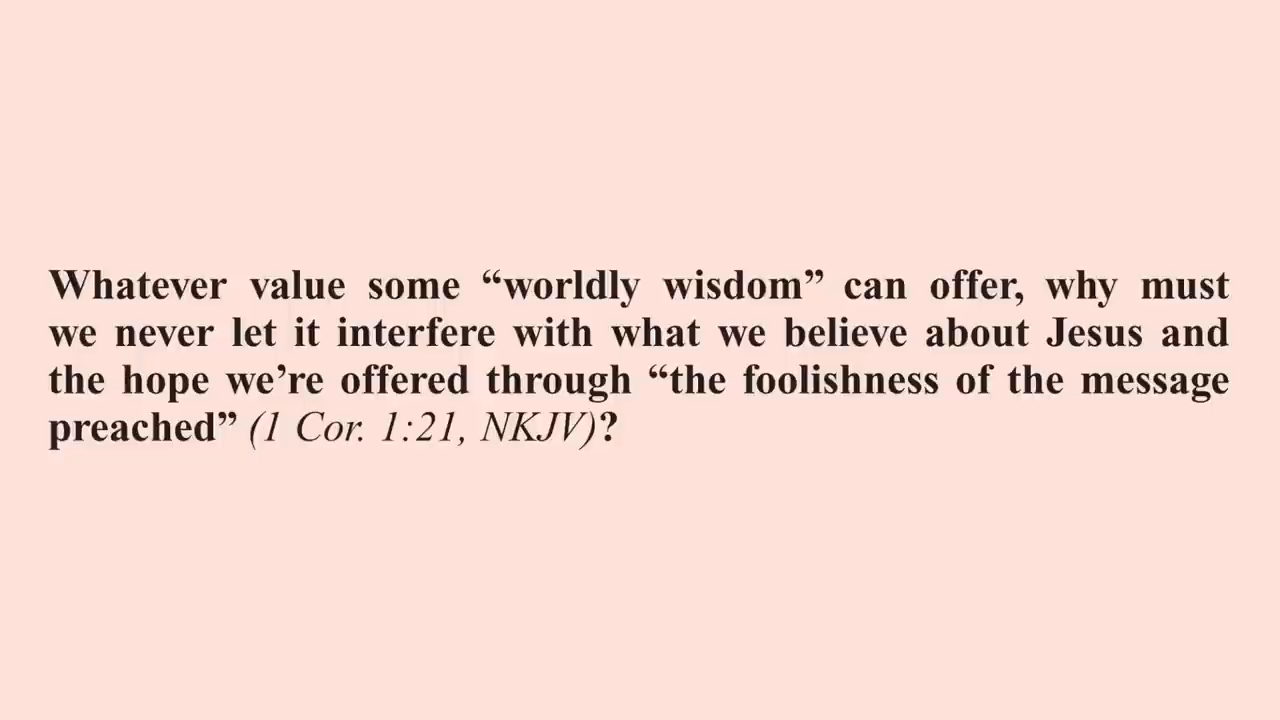 Whatever value some “worldly wisdom” can offer, why must
we never let it interfere with what we believe about Jesus and
the hope we’re offered through “the foolishness of the message
preached” (1 Cor. 1:21, NKJV)?